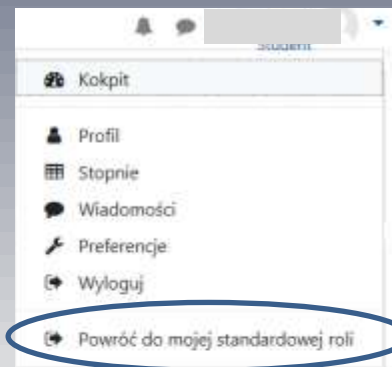 Student
Kokpit
Profil
Stopnie
Wiadomości
Preferencje
Wyloguj
Powróć do mojej standardowej roli